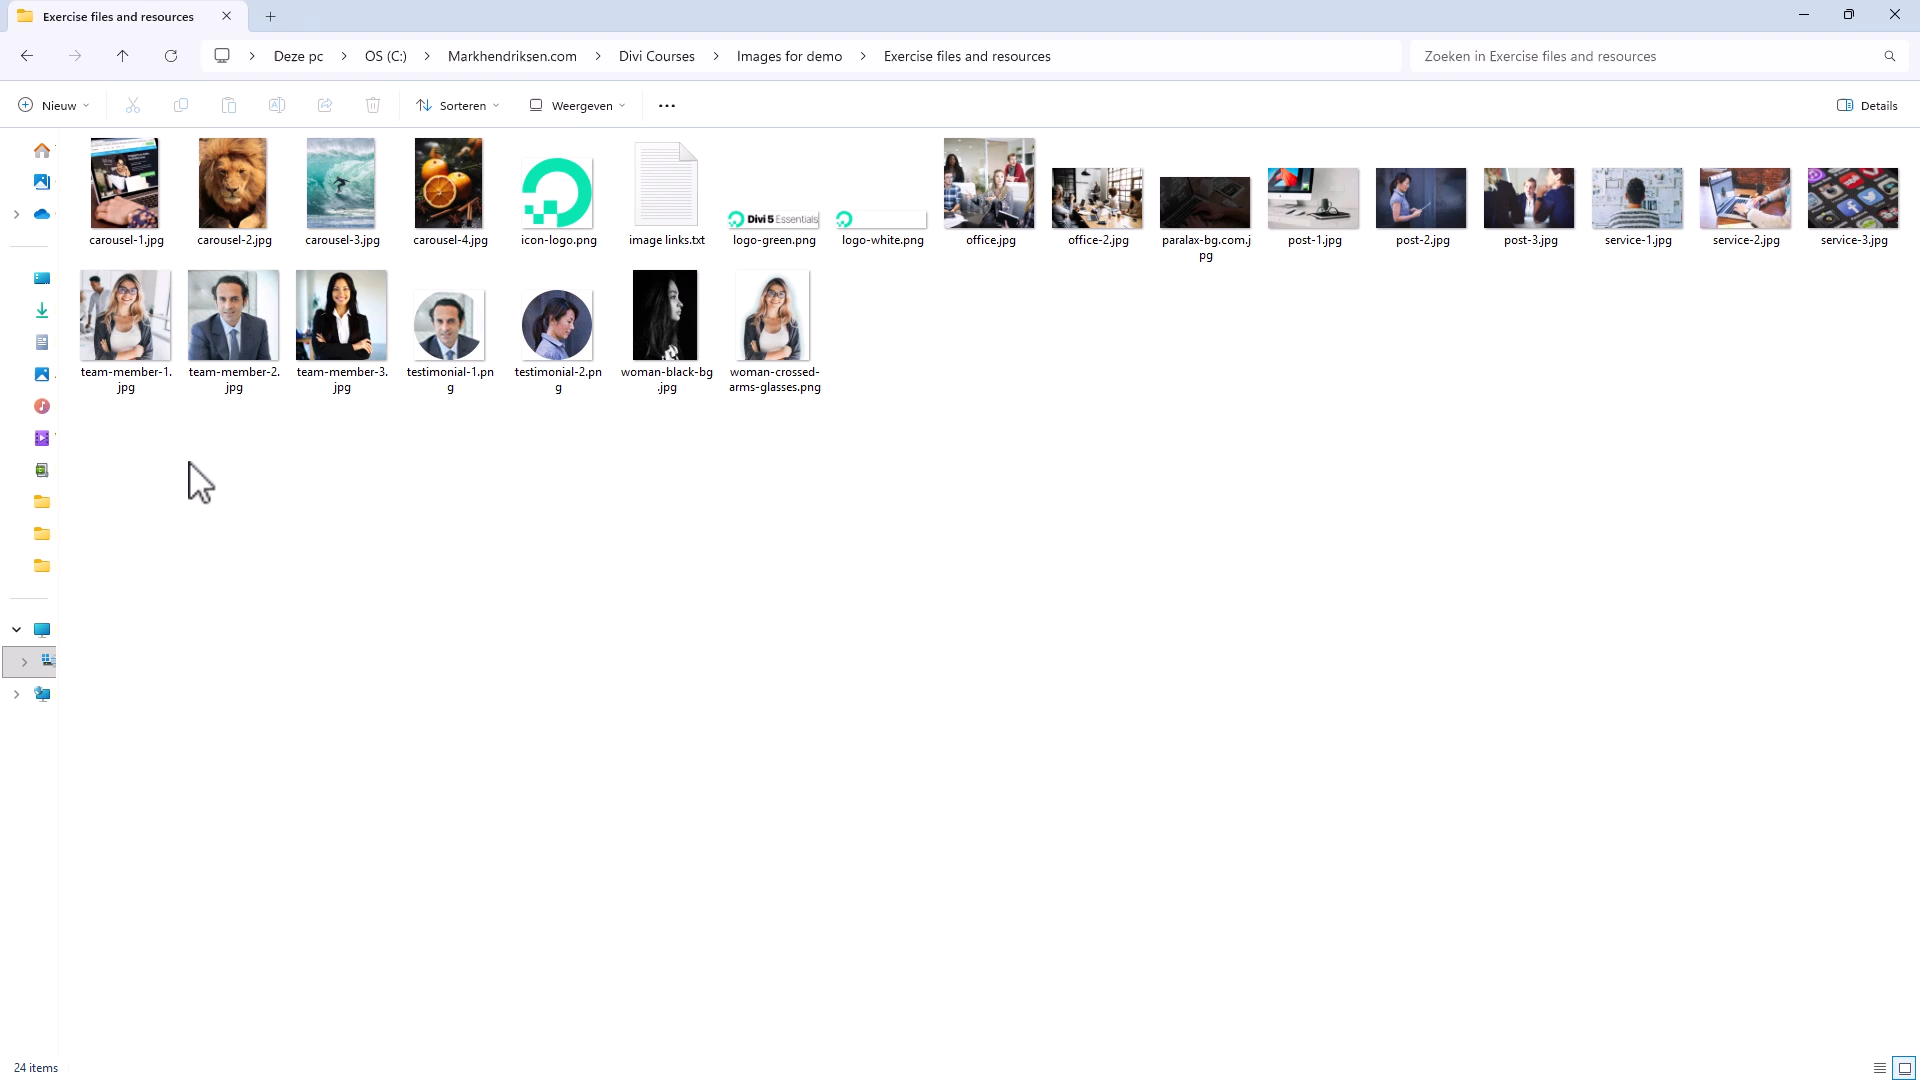 Exercise files and resources
Deze pc
OS (C:)
Markhendriksen.com
Divi Courses
Images for demo
Exercise files and resources
Zoeken in Exercise files and resources
Nieuw
Sorteren
Weergeven
Details
Divi 5 Essentials
carousel-1.jpg
carousel-2.jpg
carousel-3.jpg
carousel-4.jpg
icon-logo.png
image links.txt
logo-green.png
logo-white.png
office.jpg
office-2.jpg
paralax-bg.com.j
pg
post-1.jpg
post-2.jpg
post-3.jpg
service-1.jpg
service-2.jpg
service-3.jpg
team-member-1.
jpg
team-member-2.
jpg
team-member-3.
jpg
testimonial-1.pn
g
testimonial-2.pn
g
woman-black-bg
.jpg
woman-crossed-
arms-glasses.png
24 items